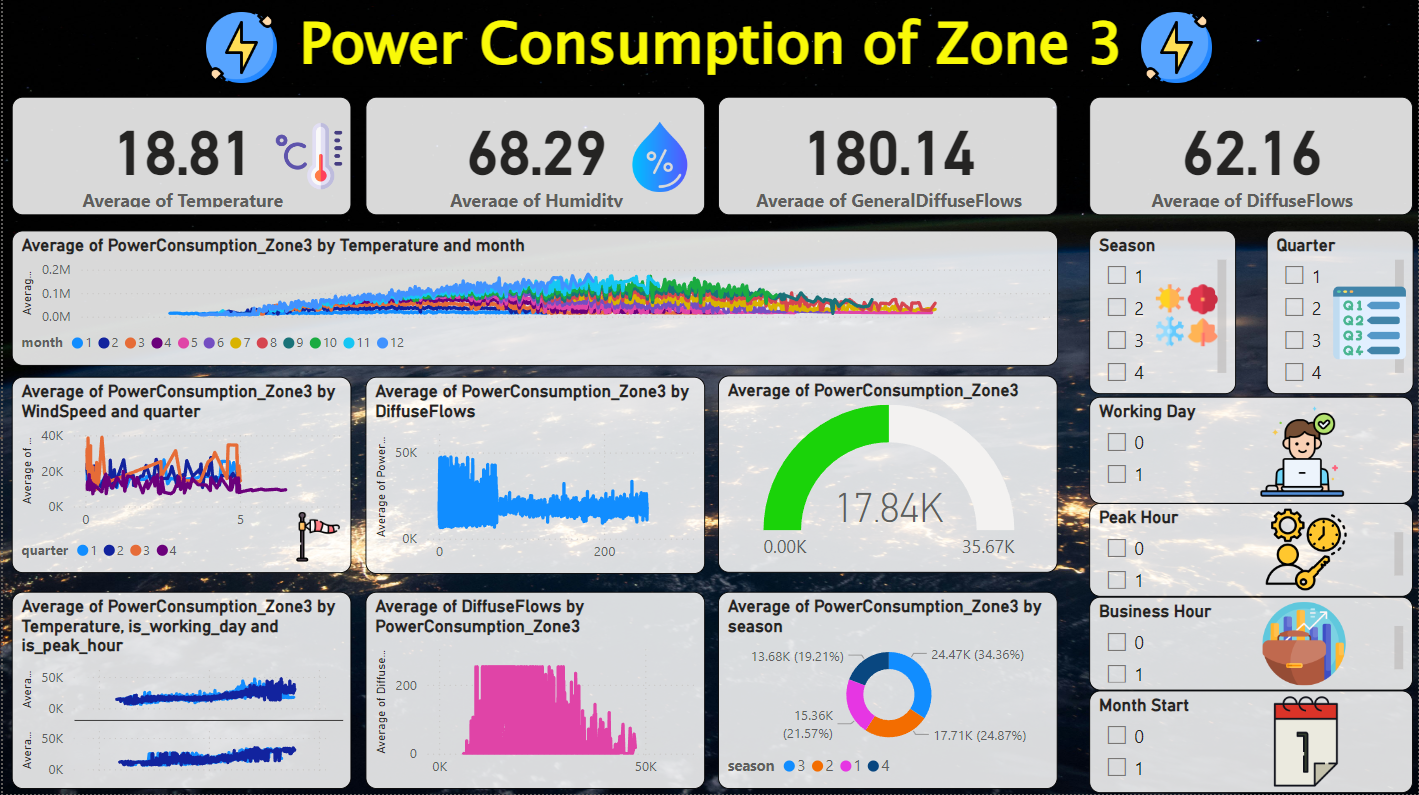 Power Consumption of Zone 3
18.81
°C
Average of Temperature
68.29
%
Average of Humidity
180.14
Average of GeneralDiffuseFlows
62.16
Average of DiffuseFlows
Average of PowerConsumption_Zone3 by Temperature and month
Averag...
0.2M
0.1M
0.0M
month 1 2 3 4 5 6 7 8 9 10 11 12
Season
1
2
3
4
Quarter
1
2
3
4
Q1
Q2
Q3
Q4
Average of PowerConsumption_Zone3 by
WindSpeed and quarter
Average of ...
40K
20K
0K
0 5
quarter 1 2 3 4
Average of PowerConsumption_Zone3 by
DiffuseFlows
Average of Power...
50K
0K
0 200
Average of PowerConsumption_Zone3
17.84K
0.00K 35.67K
Working Day
0
1
Peak Hour
0
1
Average of PowerConsumption_Zone3 by
Temperature, is_working_day and
is_peak_hour
Avera...
50K
0K
Avera...
50K
0K
Average of DiffuseFlows by
PowerConsumption_Zone3
Average of Diffuse...
200
0
0K 50K
Average of PowerConsumption_Zone3 by
season
13.68K (19.21%)
24.47K (34.36%)
15.36K
(21.57%)
17.71K (24.87%)
season 3 2 1 4
Business Hour
0
1
Month Start
0
1
1